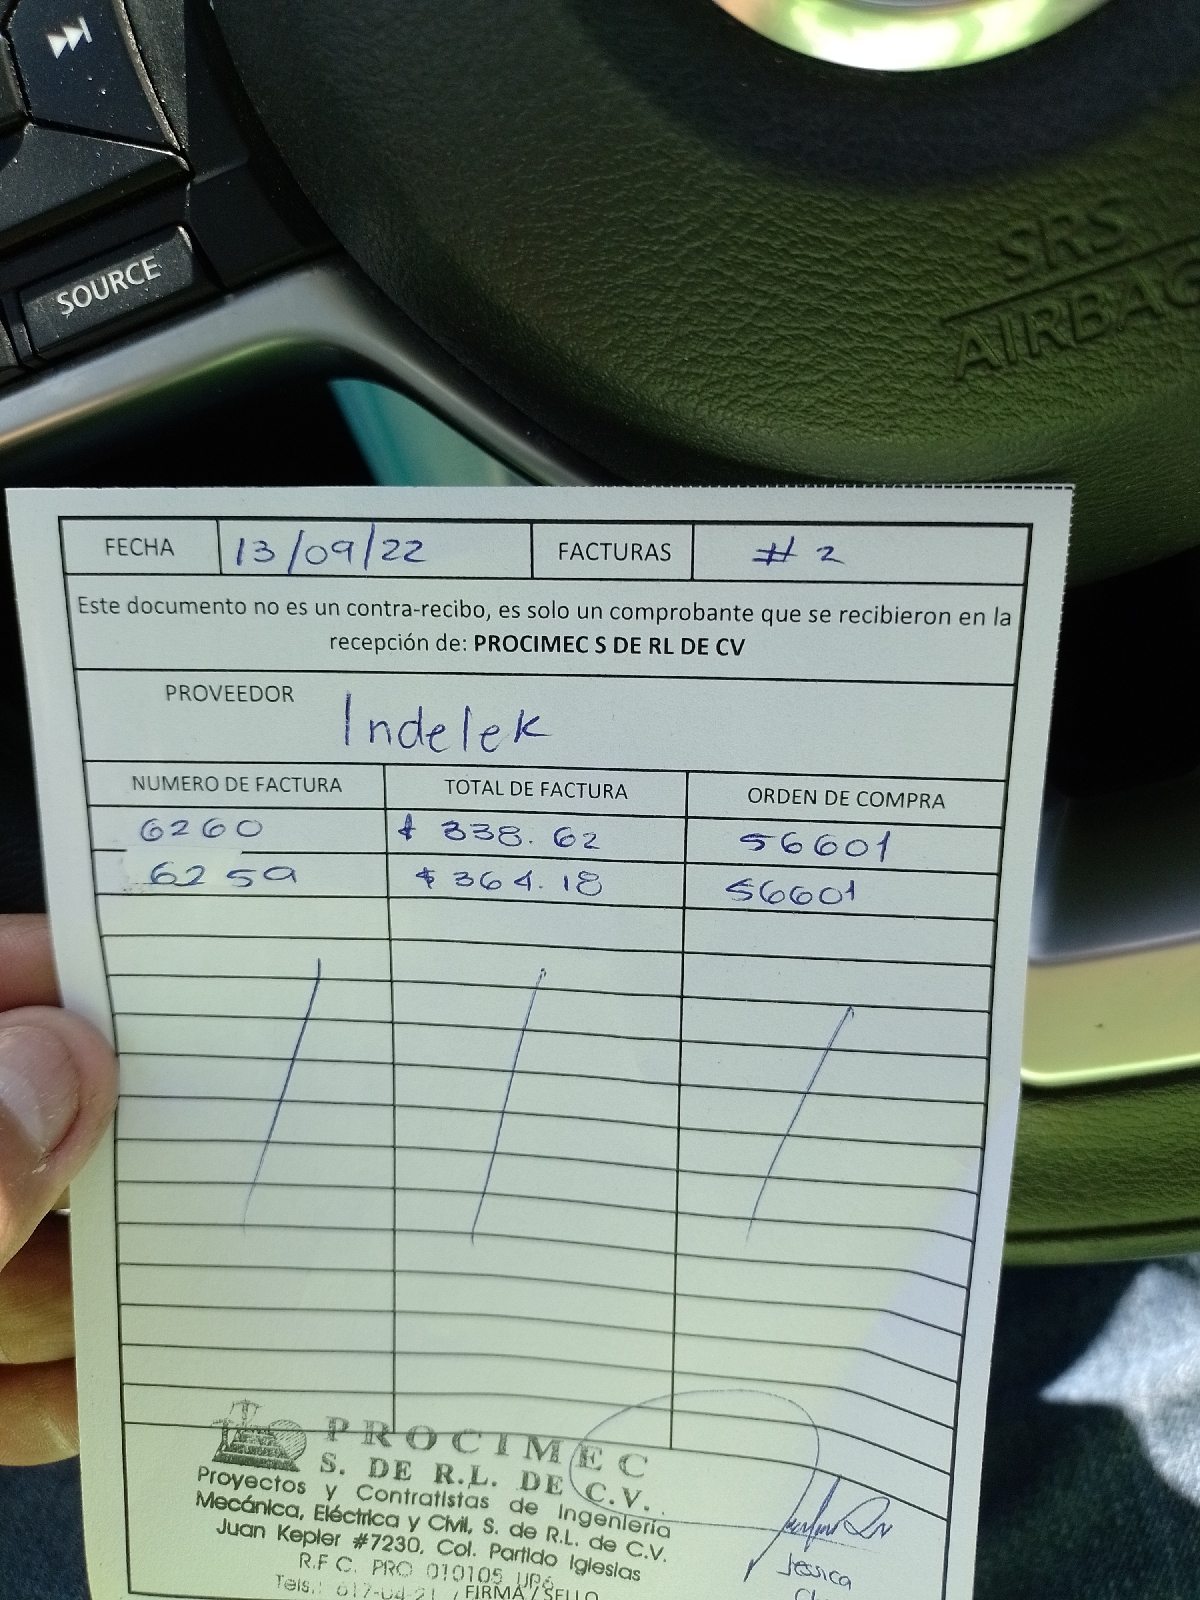 SOURCE
SRS
AIRBAG
FECHA 13/09/22 FACTURAS # 2
Este documento no es un contra-recibo, es solo un comprobante que se recibieron en la
recepción de: PROCIMEC S DE RL DE CV
PROVEEDOR Indelek
NUMERO DE FACTURA TOTAL DE FACTURA ORDEN DE COMPRA
6260 $ 338.62 56601
6259 $ 364.18 56601
PROCIMEC
S. DE R.L. DE C.V.
Proyectos y Contratistas de Ingeniería
Mecánica, Eléctrica y Civil, S. de R.L. de C.V.
Juan Kepler #7230, Col. Partido Iglesias
R.F.C. PRO 010105
Tels.: FIRMA / SELLO
Jessica